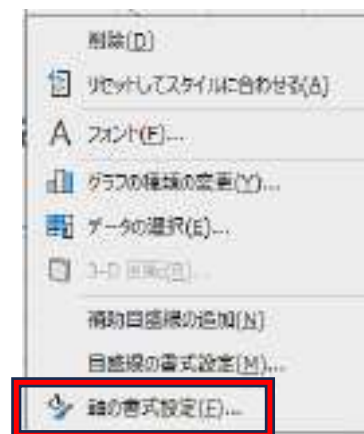 削除(D)
リセットしてスタイルに合わせる(A)
フォント(F)...
グラフの種類の変更(Y)...
データの選択(E)...
3-D 回転(R)...
補助目盛線の追加(N)
目盛線の書式設定(M)...
軸の書式設定(F)...